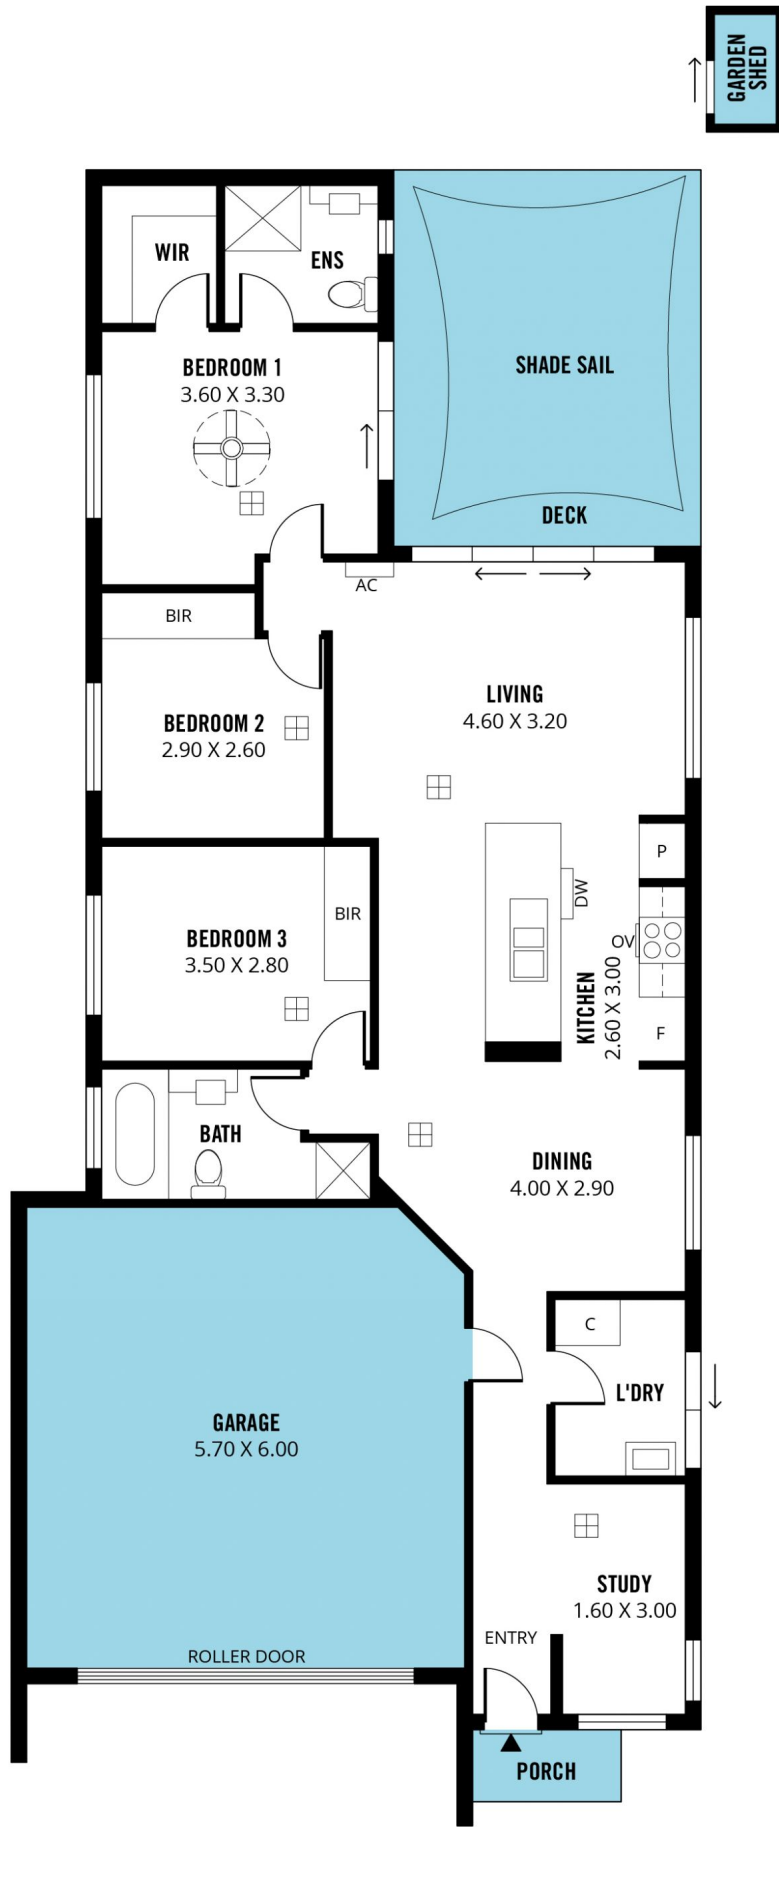 GARDEN
SHED
WIR
ENS
BEDROOM 1
3.60 X 3.30
SHADE SAIL
DECK
AC
BIR
LIVING
4.60 X 3.20
BEDROOM 2
2.90 X 2.60
P
DW
BIR
BEDROOM 3
3.50 X 2.80
OV
KITCHEN
2.60 X 3.00
F
BATH
DINING
4.00 X 2.90
C
L'DRY
GARAGE
5.70 X 6.00
STUDY
1.60 X 3.00
ENTRY
ROLLER DOOR
PORCH